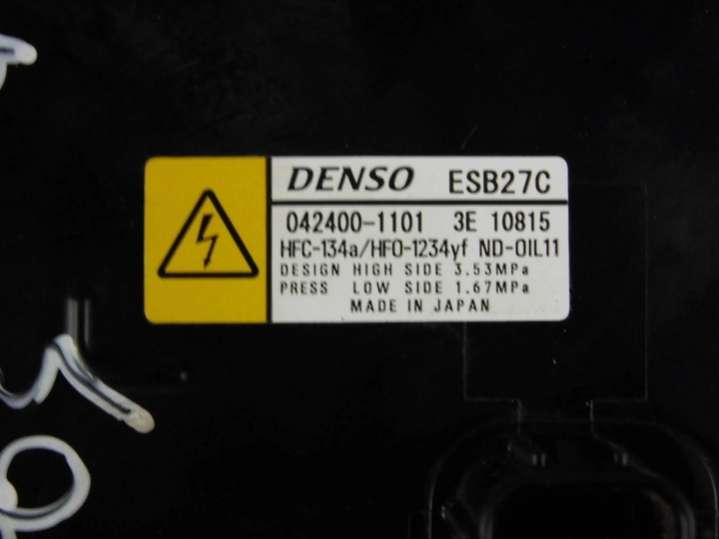 DENSO ESB27C
042400-1101 3E 10815
HFC-134a/HFO-1234yf ND-OIL11
DESIGN HIGH SIDE 3.53MPa
PRESS LOW SIDE 1.67MPa
MADE IN JAPAN